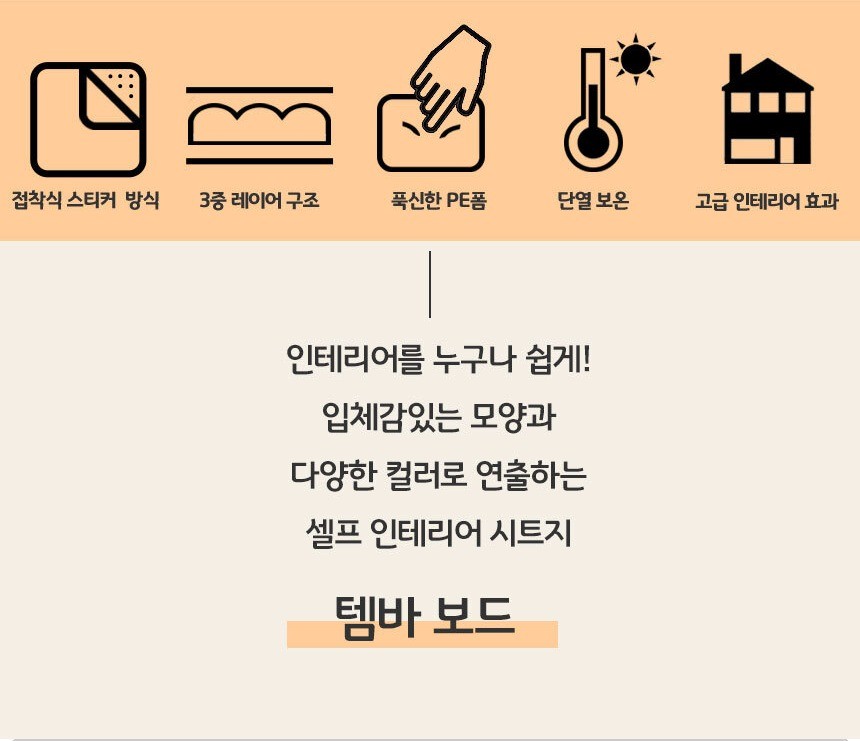 접착식 스티커 방식
3중 레이어 구조
푹신한 PE폼
단열 보온
고급 인테리어 효과
인테리어를 누구나 쉽게!
입체감있는 모양과
다양한 컬러로 연출하는
셀프 인테리어 시트지
템바 보드